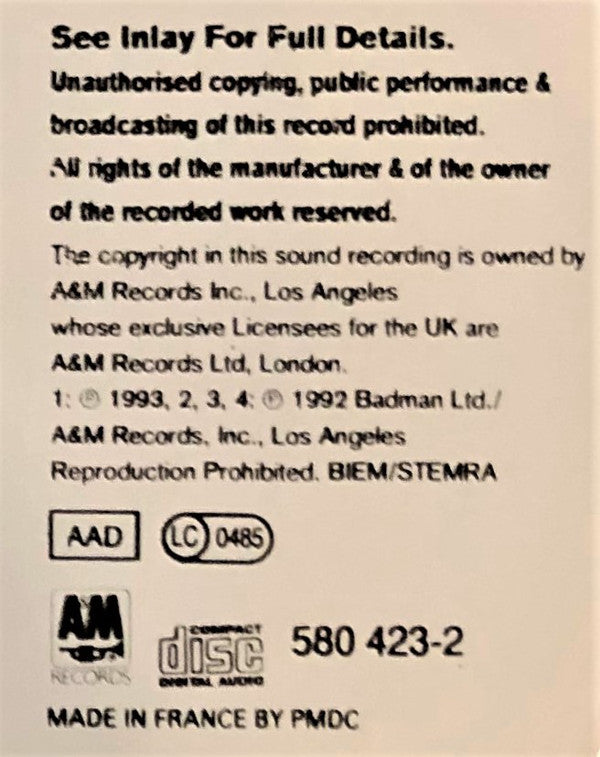 See Inlay For Full Details.
Unauthorised copying, public performance &
broadcasting of this record prohibited.
All rights of the manufacturer & of the owner
of the recorded work reserved.
The copyright in this sound recording is owned by
A&M Records Inc., Los Angeles
whose exclusive Licensees for the UK are
A&M Records Ltd, London.
1: ℗ 1993, 2, 3, 4: ℗ 1992 Badman Ltd./
A&M Records, Inc., Los Angeles
Reproduction Prohibited. BIEM/STEMRA
AAD LC 0485
A&M RECORDS
COMPACT disc DIGITAL AUDIO
580 423-2
MADE IN FRANCE BY PMDC